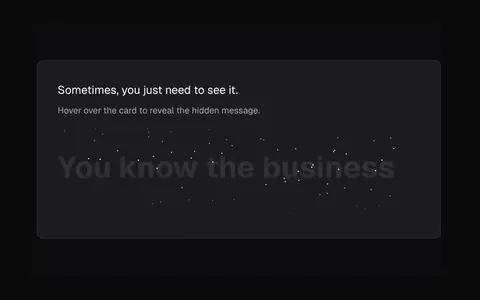 Sometimes, you just need to see it.
Hover over the card to reveal the hidden message.
You know the business